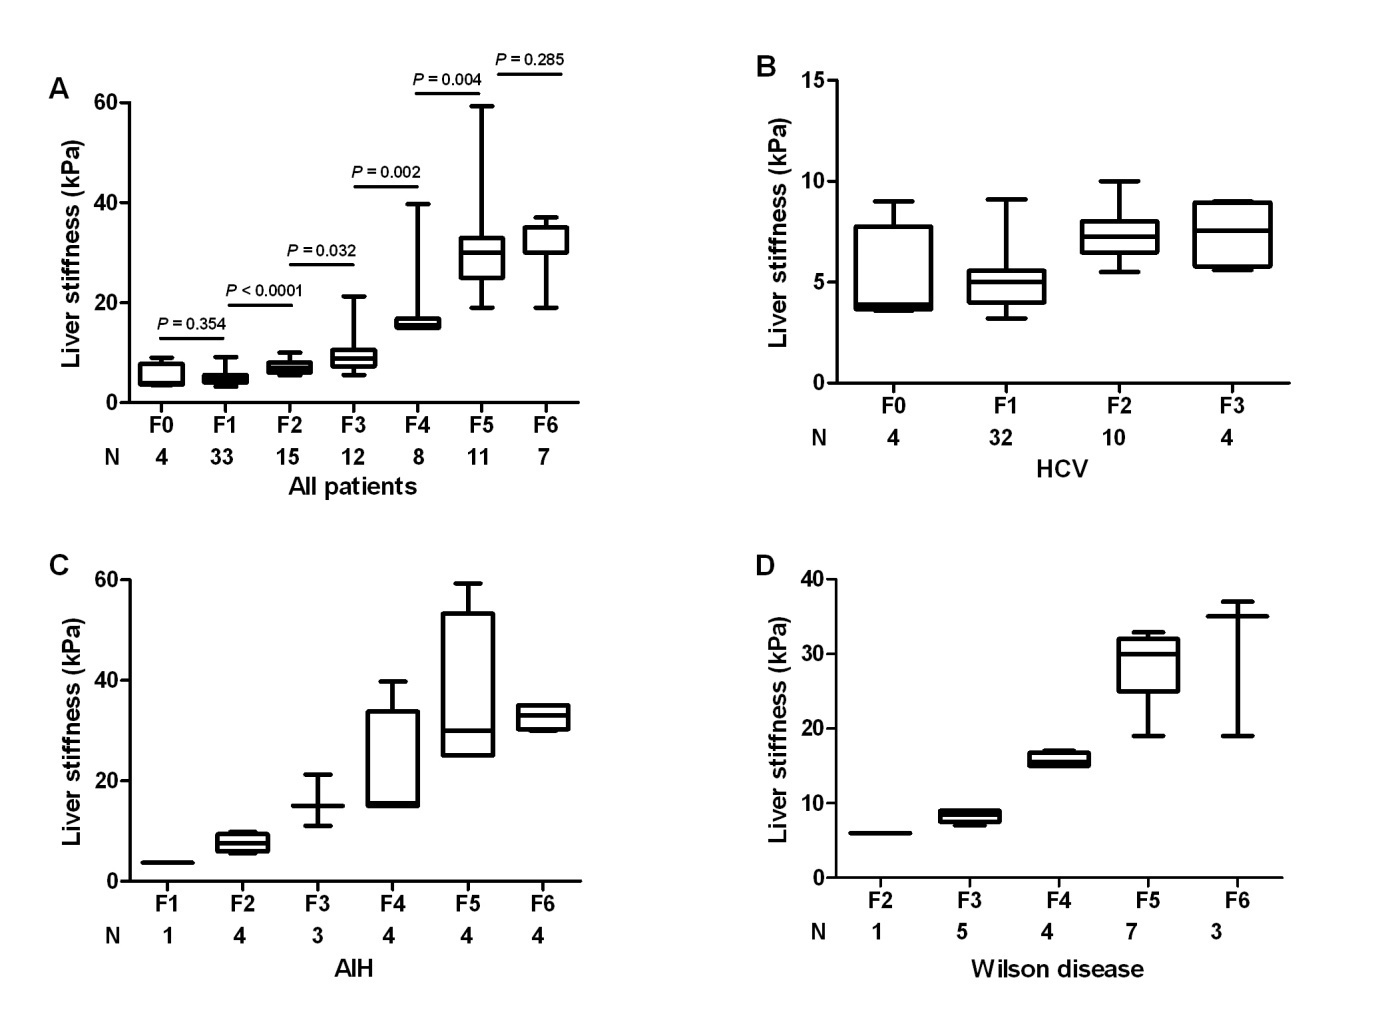 A
P = 0.285
P = 0.004
P = 0.002
P = 0.032
P < 0.0001
P = 0.354
Liver stiffness (kPa)
60
40
20
0
F0 F1 F2 F3 F4 F5 F6
N 4 33 15 12 8 11 7
All patients
B
Liver stiffness (kPa)
15
10
5
0
F0 F1 F2 F3
N 4 32 10 4
HCV
C
Liver stiffness (kPa)
60
40
20
0
F1 F2 F3 F4 F5 F6
N 1 4 3 4 4 4
AIH
D
Liver stiffness (kPa)
40
30
20
10
0
F2 F3 F4 F5 F6
N 1 5 4 7 3
Wilson disease